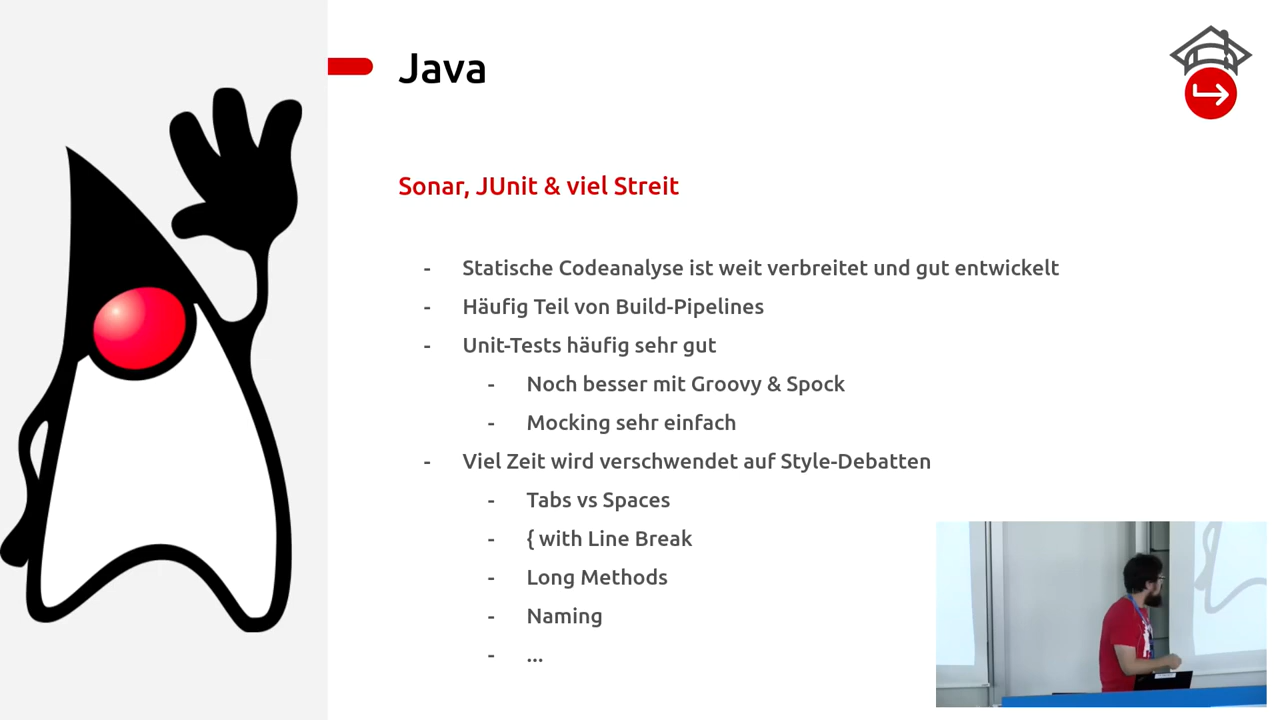 Java
Sonar, JUnit & viel Streit
- Statische Codeanalyse ist weit verbreitet und gut entwickelt
- Häufig Teil von Build-Pipelines
- Unit-Tests häufig sehr gut
- Noch besser mit Groovy & Spock
- Mocking sehr einfach
- Viel Zeit wird verschwendet auf Style-Debatten
- Tabs vs Spaces
- { with Line Break
- Long Methods
- Naming
- ...